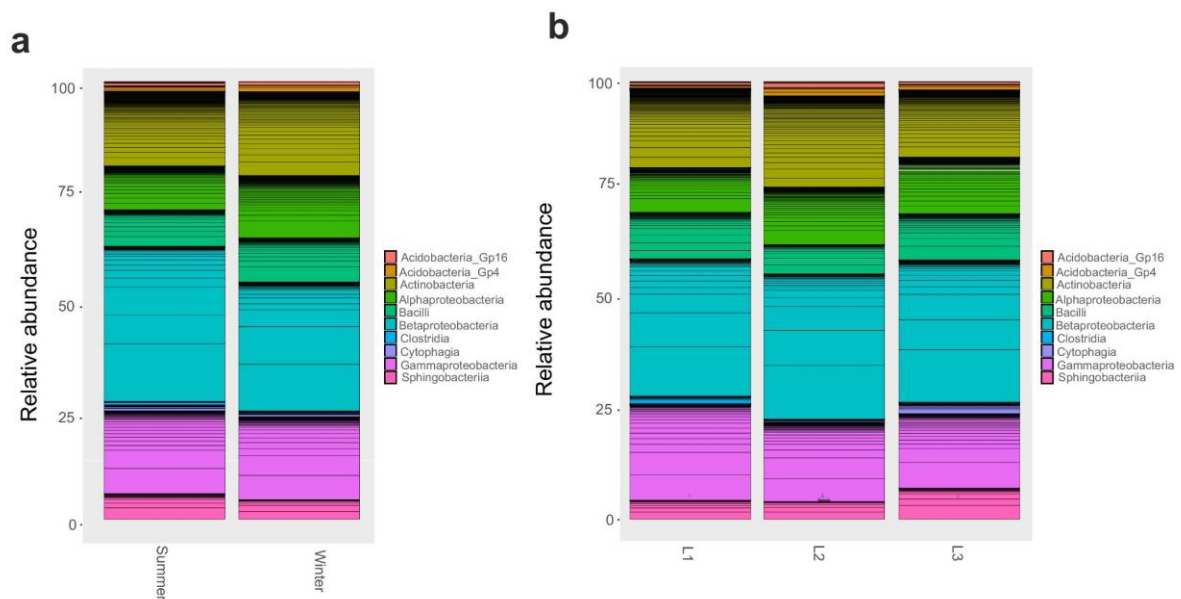 a
Relative abundance
100
75
50
25
0
Summer
Winter
Acidobacteria_Gp16
Acidobacteria_Gp4
Actinobacteria
Alphaproteobacteria
Bacilli
Betaproteobacteria
Clostridia
Cytophagia
Gammaproteobacteria
Sphingobacteriia
b
Relative abundance
100
75
50
25
0
L1
L2
L3
Acidobacteria_Gp16
Acidobacteria_Gp4
Actinobacteria
Alphaproteobacteria
Bacilli
Betaproteobacteria
Clostridia
Cytophagia
Gammaproteobacteria
Sphingobacteriia